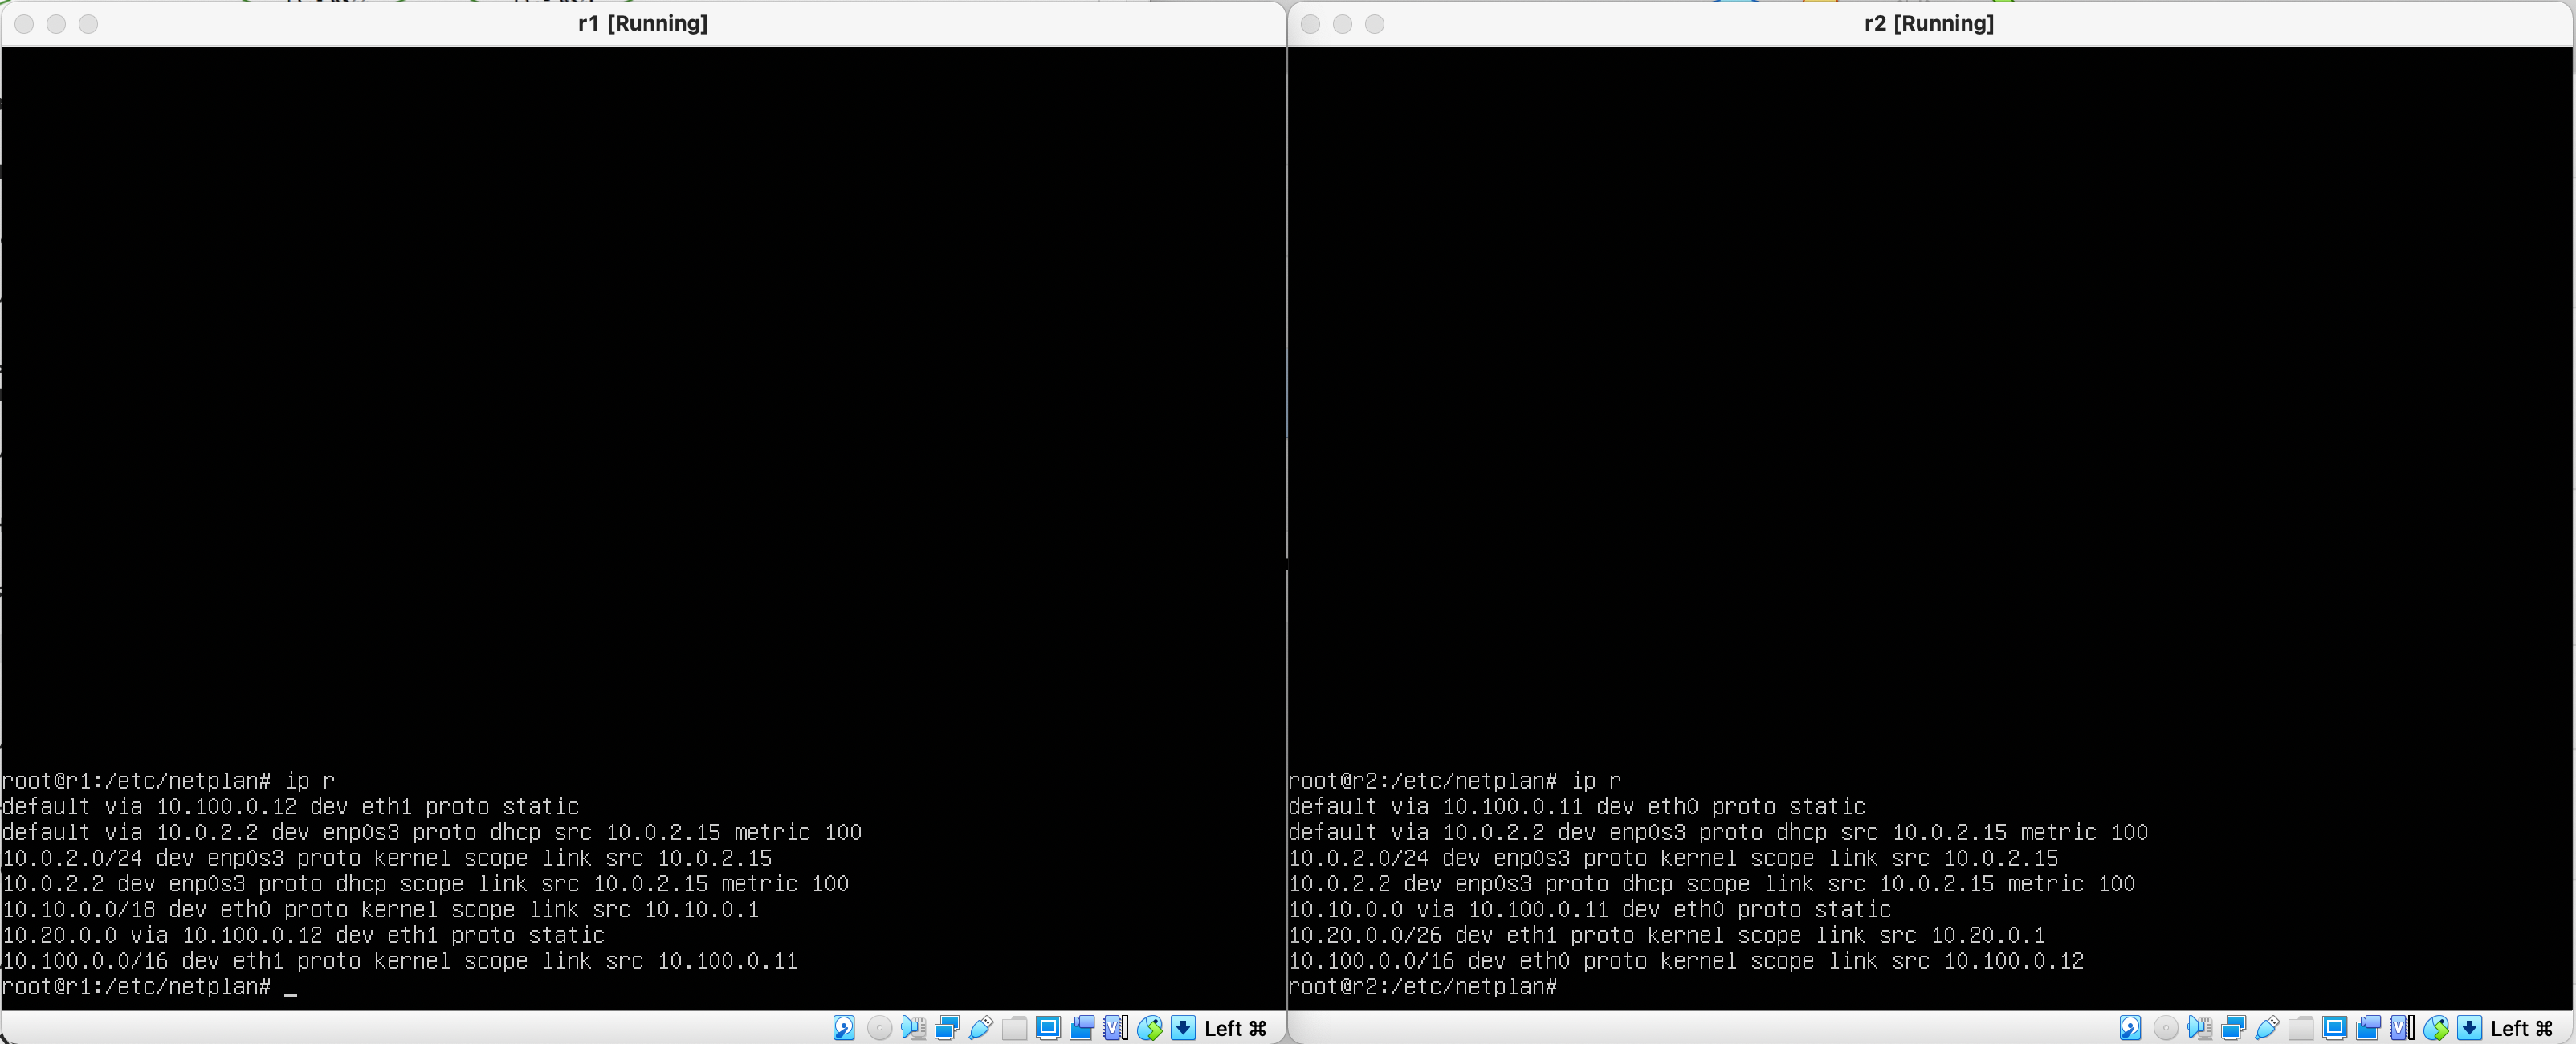 r1 [Running]
root@r1:/etc/netplan# ip r
default via 10.100.0.12 dev eth1 proto static
default via 10.0.2.2 dev enp0s3 proto dhcp src 10.0.2.15 metric 100
10.0.2.0/24 dev enp0s3 proto kernel scope link src 10.0.2.15
10.0.2.2 dev enp0s3 proto dhcp scope link src 10.0.2.15 metric 100
10.10.0.0/18 dev eth0 proto kernel scope link src 10.10.0.1
10.20.0.0 via 10.100.0.12 dev eth1 proto static
10.100.0.0/16 dev eth1 proto kernel scope link src 10.100.0.11
root@r1:/etc/netplan# _
Left ⌘
r2 [Running]
root@r2:/etc/netplan# ip r
default via 10.100.0.11 dev eth0 proto static
default via 10.0.2.2 dev enp0s3 proto dhcp src 10.0.2.15 metric 100
10.0.2.0/24 dev enp0s3 proto kernel scope link src 10.0.2.15
10.0.2.2 dev enp0s3 proto dhcp scope link src 10.0.2.15 metric 100
10.10.0.0 via 10.100.0.11 dev eth0 proto static
10.20.0.0/26 dev eth1 proto kernel scope link src 10.20.0.1
10.100.0.0/16 dev eth0 proto kernel scope link src 10.100.0.12
root@r2:/etc/netplan#
Left ⌘